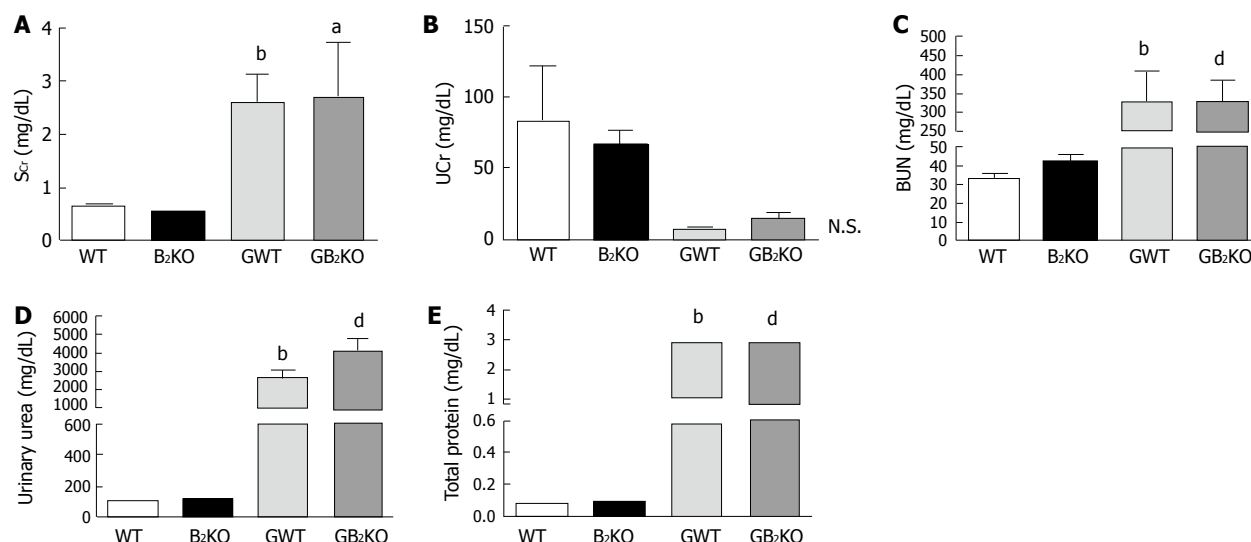 A
S_Cr (mg/dL)
4
3
2
1
0
b
a
WT
B₂KO
GWT
GB₂KO
B
UCr (mg/dL)
150
100
50
0
N.S.
WT
B₂KO
GWT
GB₂KO
C
BUN (mg/dL)
500
450
400
350
300
250
50
40
30
20
10
0
b
d
WT
B₂KO
GWT
GB₂KO
D
Urinary urea (mg/dL)
6000
5000
4000
3000
2000
1000
600
400
200
0
b
d
WT
B₂KO
GWT
GB₂KO
E
Total protein (mg/dL)
4
3
2
1
0.6
0.4
0.2
0.0
b
d
WT
B₂KO
GWT
GB₂KO